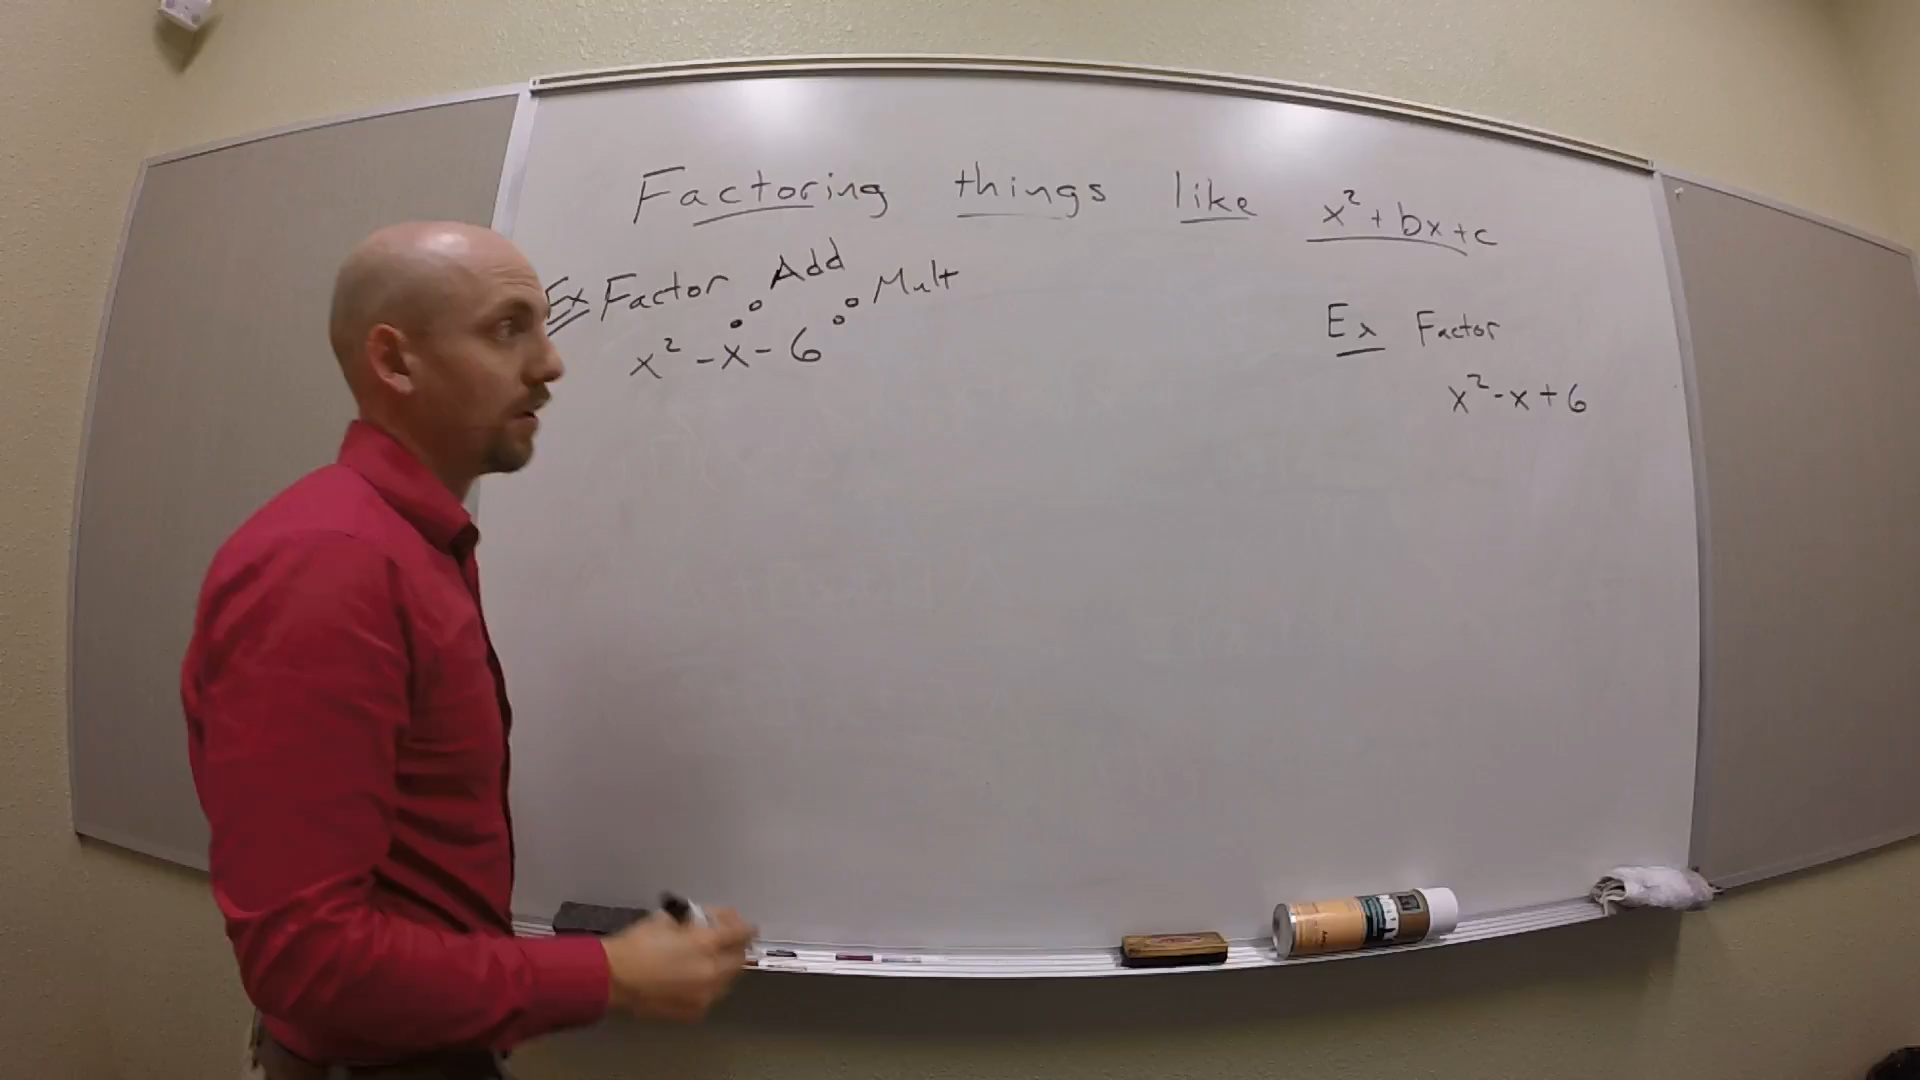 Factoring things like x² + bx + c
Ex Factor Add Mult
x² - x - 6
Ex Factor
x² - x + 6